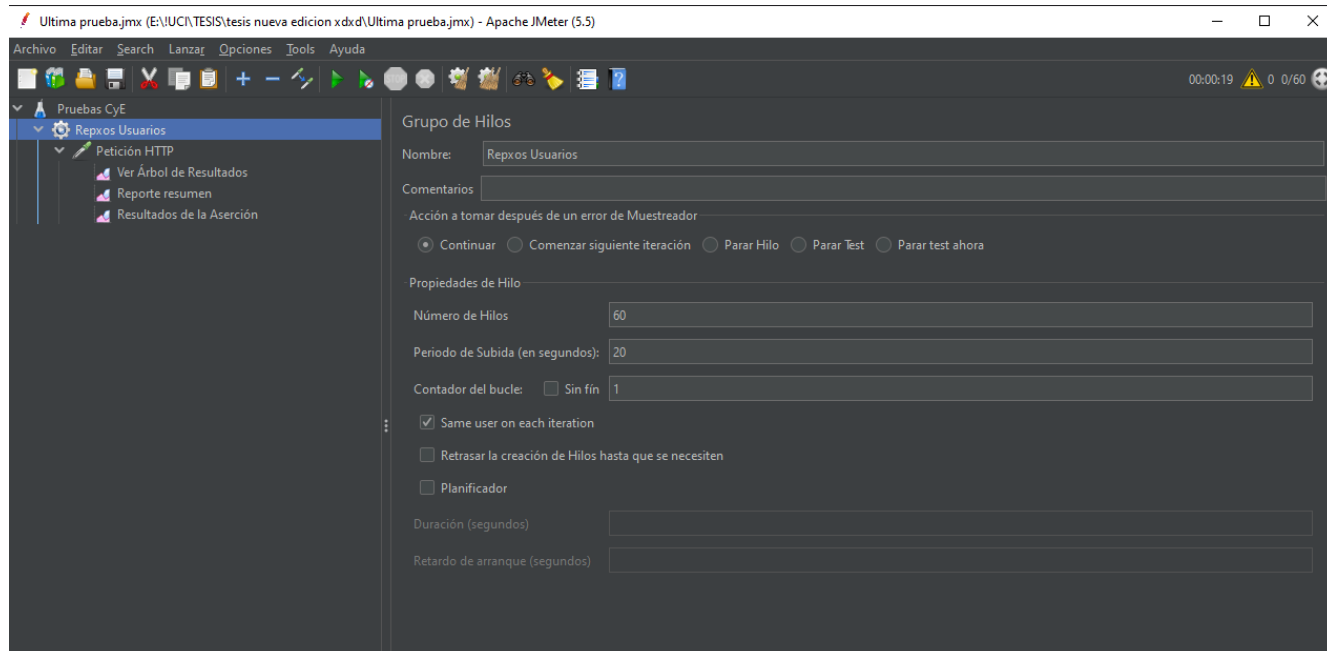 Ultima prueba.jmx (E:\!UCI\TESIS\tesis nueva edicion xdxd\Ultima prueba.jmx) - Apache JMeter (5.5)
Archivo Editar Search Lanzar Opciones Tools Ayuda
00:00:19 0 0/60
Pruebas CyE
Repxos Usuarios
Petición HTTP
Ver Árbol de Resultados
Reporte resumen
Resultados de la Aserción
Grupo de Hilos
Nombre: Repxos Usuarios
Comentarios
Acción a tomar después de un error de Muestreador
Continuar Comenzar siguiente iteración Parar Hilo Parar Test Parar test ahora
Propiedades de Hilo
Número de Hilos 60
Periodo de Subida (en segundos): 20
Contador del bucle: Sin fín 1
Same user on each iteration
Retrasar la creación de Hilos hasta que se necesiten
Planificador
Duración (segundos)
Retardo de arranque (segundos)